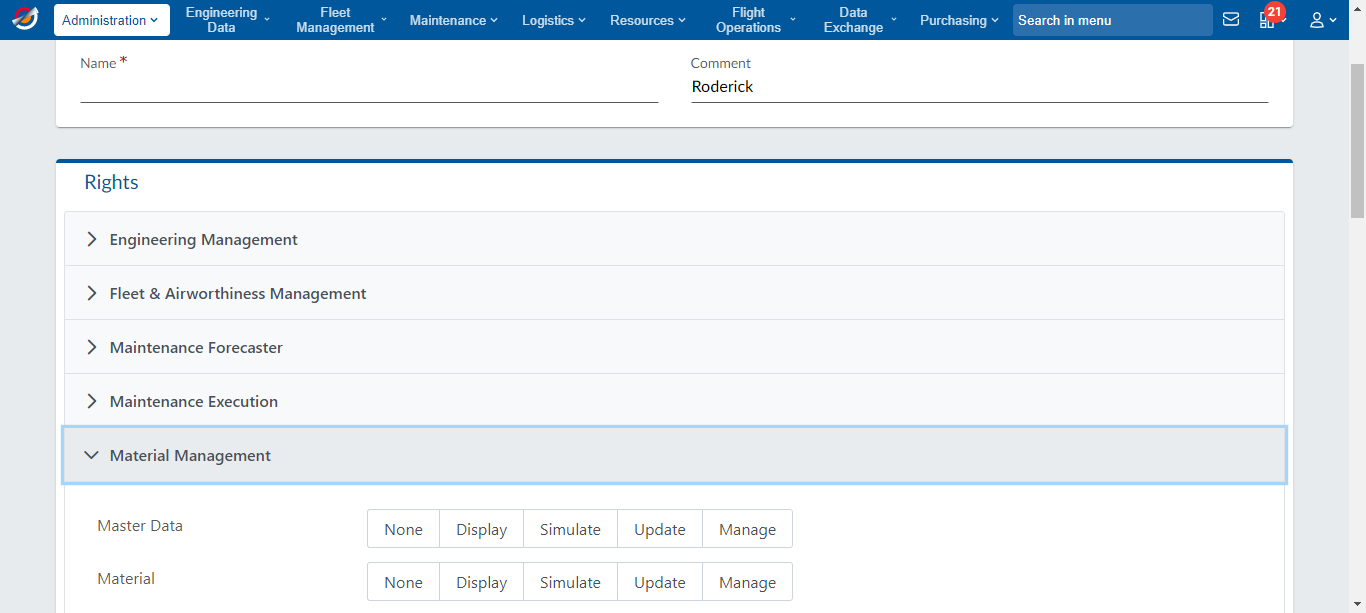 Administration
Engineering
Data
Fleet
Management
Maintenance
Logistics
Resources
Flight
Operations
Data
Exchange
Purchasing
Search in menu
21
Name *
Comment
Roderick
Rights
Engineering Management
Fleet & Airworthiness Management
Maintenance Forecaster
Maintenance Execution
Material Management
Master Data
None Display Simulate Update Manage
Material
None Display Simulate Update Manage